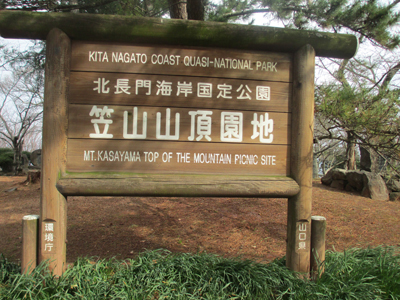 KITA NAGATO COAST QUASI-NATIONAL PARK
北長門海岸国定公園
笠山山頂園地
MT.KASAYAMA TOP OF THE MOUNTAIN PICNIC SITE
環境庁
山口県